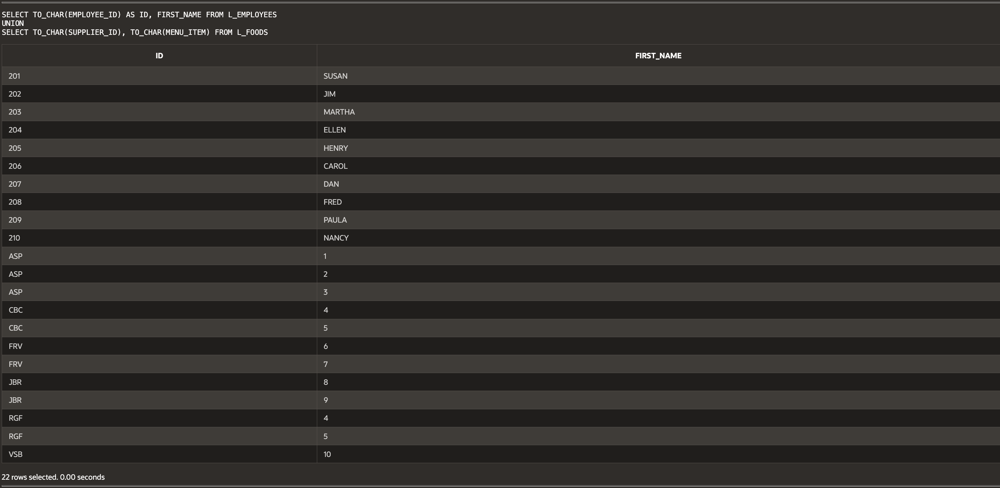 SELECT TO_CHAR(EMPLOYEE_ID) AS ID, FIRST_NAME FROM L_EMPLOYEES
UNION
SELECT TO_CHAR(SUPPLIER_ID), TO_CHAR(MENU_ITEM) FROM L_FOODS
ID FIRST_NAME
201 SUSAN
202 JIM
203 MARTHA
204 ELLEN
205 HENRY
206 CAROL
207 DAN
208 FRED
209 PAULA
210 NANCY
ASP 1
ASP 2
ASP 3
CBC 4
CBC 5
FRV 6
FRV 7
JBR 8
JBR 9
RGF 4
RGF 5
VSB 10
22 rows selected. 0.00 seconds